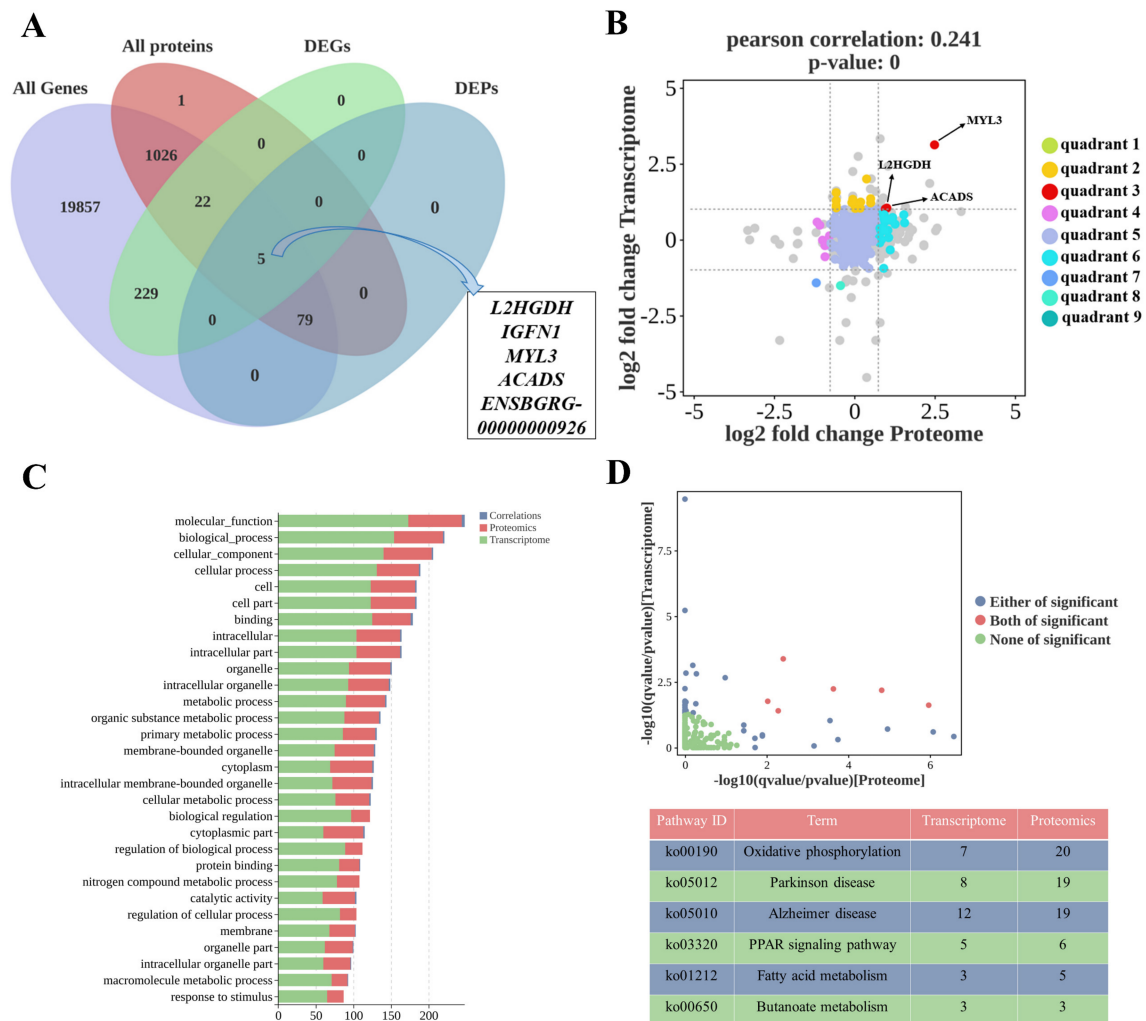 A
All proteins
DEGs
All Genes
DEPs
1
0
1026
0
0
19857
22
0
0
5
229
0
0
79
0
L2HGDH
IGFN1
MYL3
ACADS
ENSBGRG-
00000000926
B
pearson correlation: 0.241
p-value: 0
log2 fold change Transcriptome
5
2.5
0
-2.5
-5
MYL3
L2HGDH
ACADS
-5
-2.5
0
2.5
5
log2 fold change Proteome
quadrant 1
quadrant 2
quadrant 3
quadrant 4
quadrant 5
quadrant 6
quadrant 7
quadrant 8
quadrant 9
C
Correlations
Proteomics
Transcriptome
molecular_function
biological_process
cellular_component
cellular process
cell
cell part
binding
intracellular
intracellular part
organelle
intracellular organelle
metabolic process
organic substance metabolic process
primary metabolic process
membrane-bounded organelle
cytoplasm
intracellular membrane-bounded organelle
cellular metabolic process
biological regulation
cytoplasmic part
regulation of biological process
protein binding
nitrogen compound metabolic process
catalytic activity
regulation of cellular process
membrane
organelle part
intracellular organelle part
macromolecule metabolic process
response to stimulus
0 50 100 150 200
D
-log10(qvalue/pvalue)[Transcriptome]
7.5
5
2.5
0
0 2 4 6
-log10(qvalue/pvalue)[Proteome]
Either of significant
Both of significant
None of significant
Pathway ID Term Transcriptome Proteomics
ko00190 Oxidative phosphorylation 7 20
ko05012 Parkinson disease 8 19
ko05010 Alzheimer disease 12 19
ko03320 PPAR signaling pathway 5 6
ko01212 Fatty acid metabolism 3 5
ko00650 Butanoate metabolism 3 3